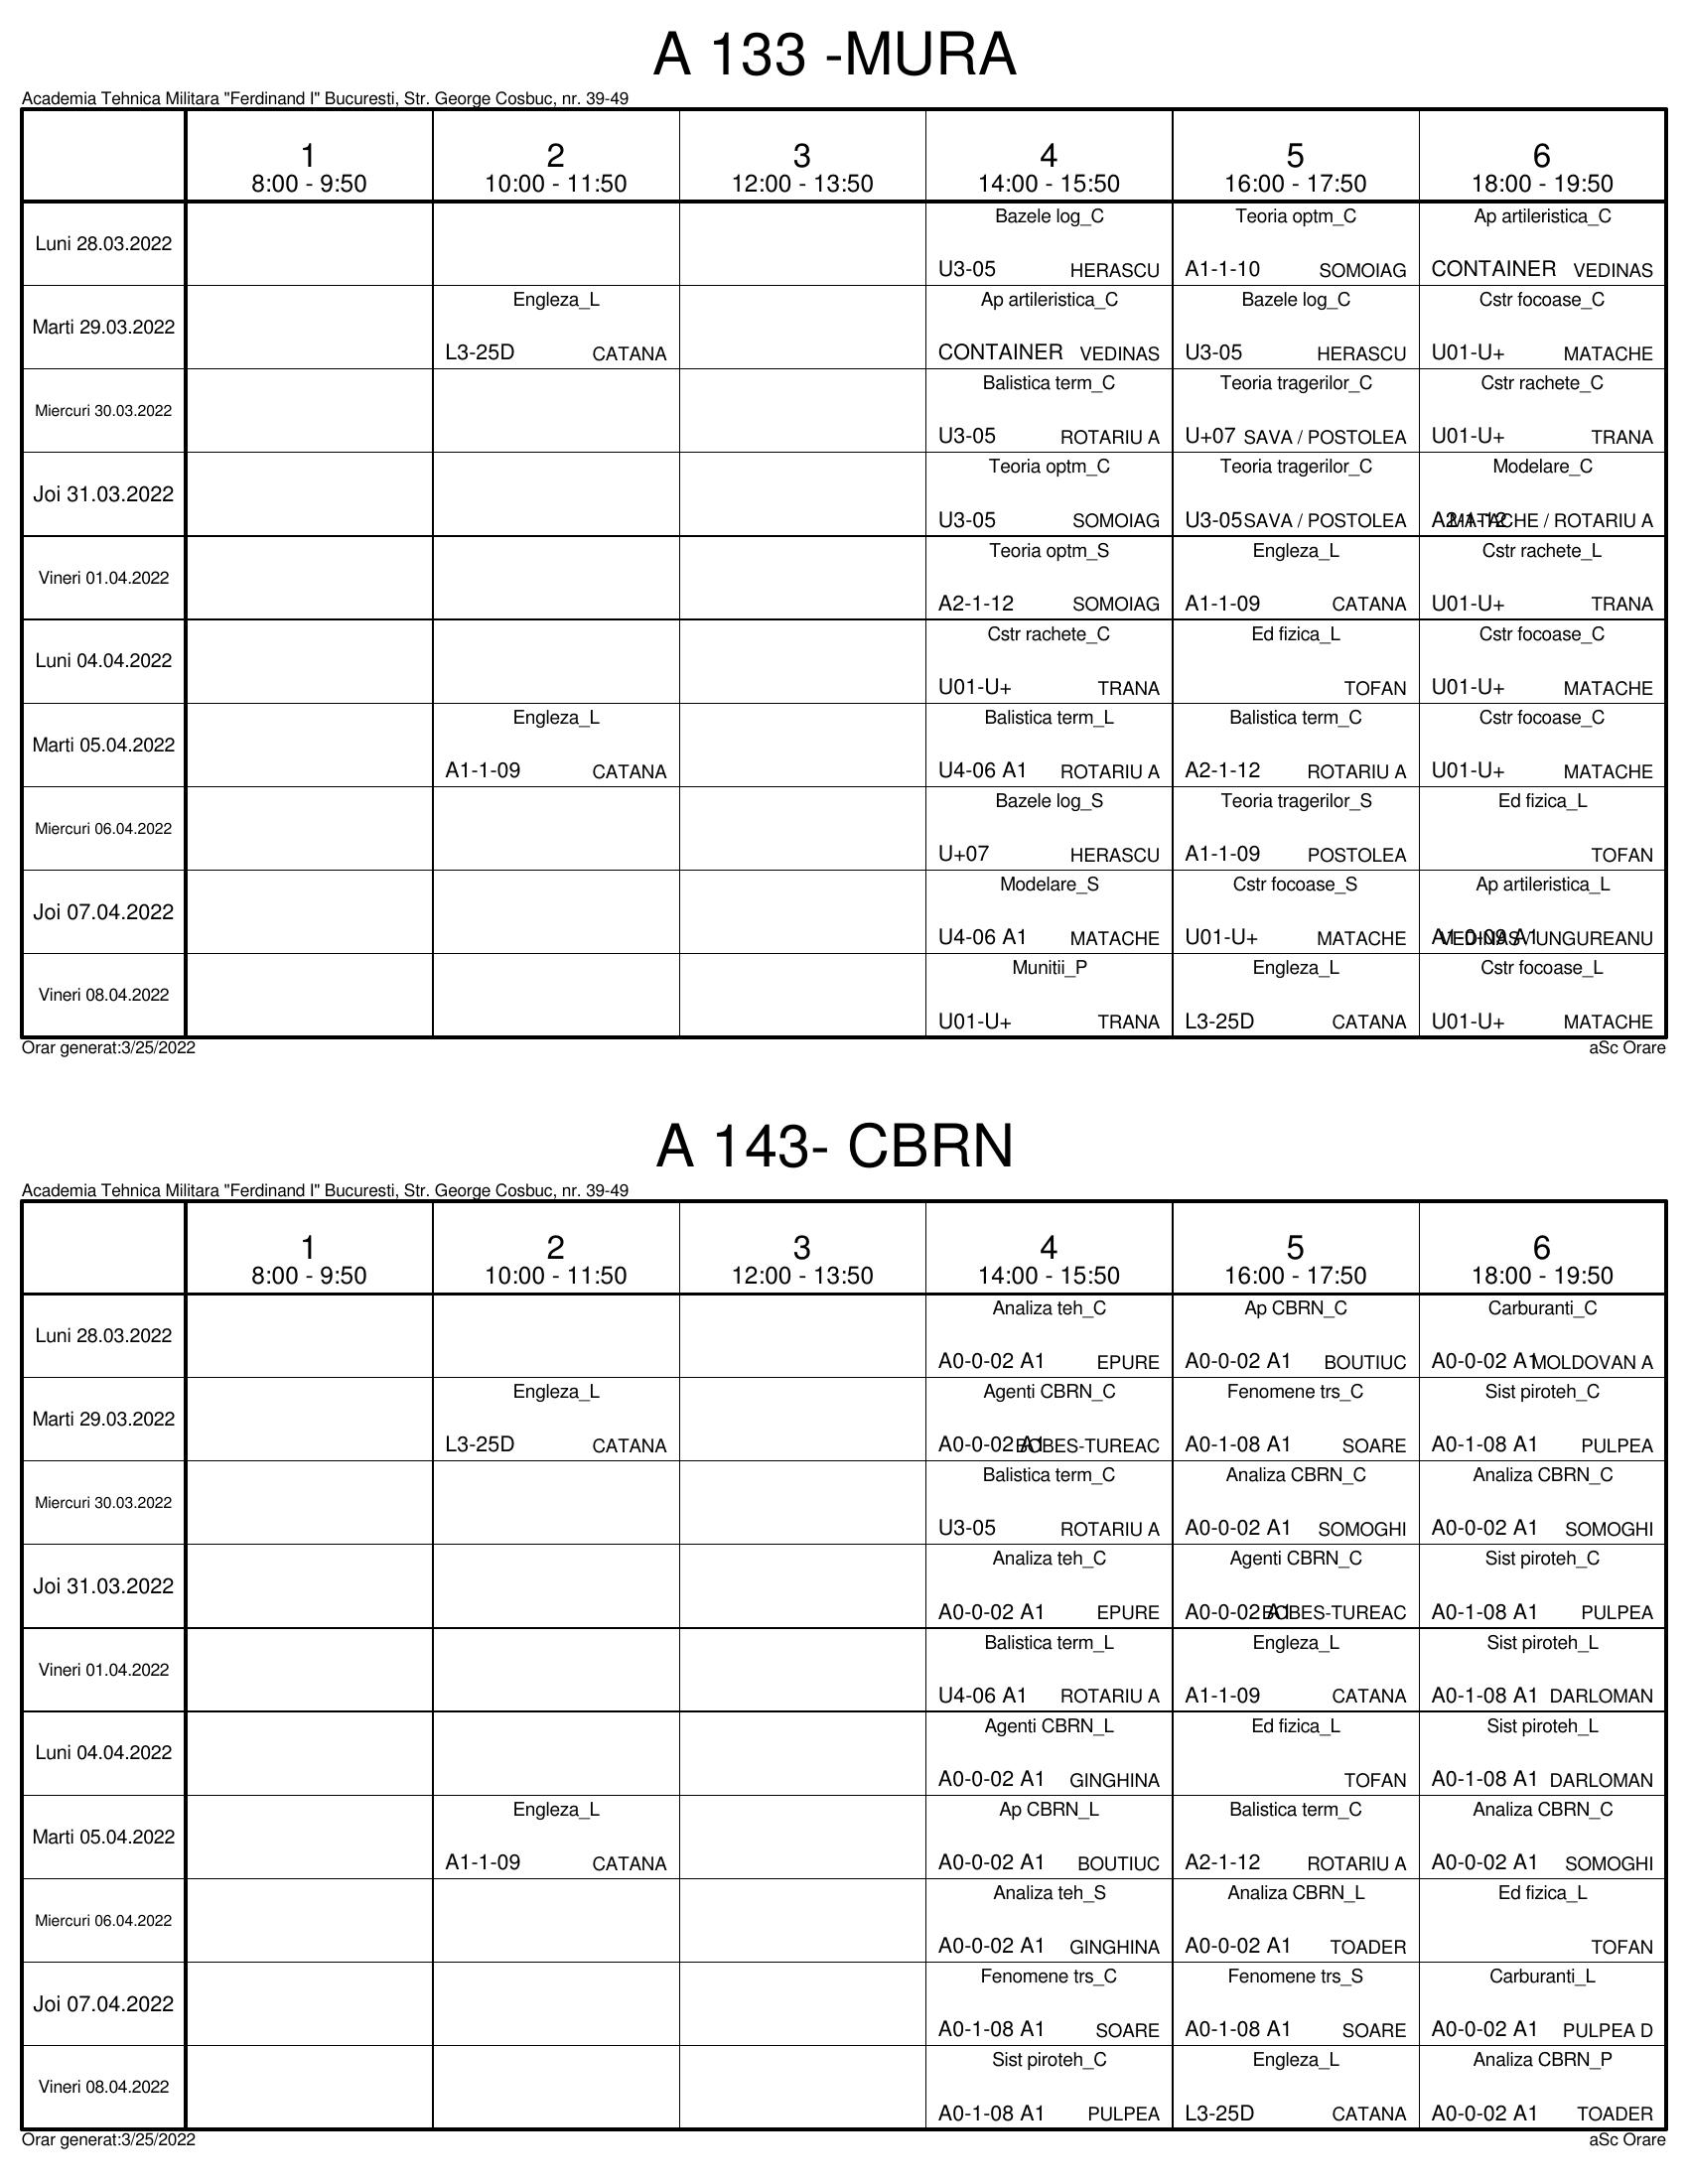 A 133 -MURA
Academia Tehnica Militara "Ferdinand I" Bucuresti, Str. George Cosbuc, nr. 39-49
1 2 3 4 5 6
8:00 - 9:50 10:00 - 11:50 12:00 - 13:50 14:00 - 15:50 16:00 - 17:50 18:00 - 19:50
Bazele log_C Teoria optm_C Ap artileristica_C
Luni 28.03.2022
U3-05 HERASCU A1-1-10 SOMOIAG CONTAINER VEDINAS
Engleza_L Ap artileristica_C Bazele log_C Cstr focoase_C
Marti 29.03.2022
L3-25D CATANA CONTAINER VEDINAS U3-05 HERASCU U01-U+ MATACHE
Balistica term_C Teoria tragerilor_C Cstr rachete_C
Miercuri 30.03.2022
U3-05 ROTARIU A U+07 SAVA / POSTOLEA U01-U+ TRANA
Teoria optm_C Teoria tragerilor_C Modelare_C
Joi 31.03.2022
U3-05 SOMOIAG U3-05 SAVA / POSTOLEA A2-1-12 MATACHE / ROTARIU A
Teoria optm_S Engleza_L Cstr rachete_L
Vineri 01.04.2022
A2-1-12 SOMOIAG A1-1-09 CATANA U01-U+ TRANA
Cstr rachete_C Ed fizica_L Cstr focoase_C
Luni 04.04.2022
U01-U+ TRANA TOFAN U01-U+ MATACHE
Engleza_L Balistica term_L Balistica term_C Cstr focoase_C
Marti 05.04.2022
A1-1-09 CATANA U4-06 A1 ROTARIU A A2-1-12 ROTARIU A U01-U+ MATACHE
Bazele log_S Teoria tragerilor_S Ed fizica_L
Miercuri 06.04.2022
U+07 HERASCU A1-1-09 POSTOLEA TOFAN
Modelare_S Cstr focoase_S Ap artileristica_L
Joi 07.04.2022
U4-06 A1 MATACHE U01-U+ MATACHE A1-0-09 A1 VEDINAS / UNGUREANU
Munitii_P Engleza_L Cstr focoase_L
Vineri 08.04.2022
U01-U+ TRANA L3-25D CATANA U01-U+ MATACHE
Orar generat:3/25/2022 aSc Orare
A 143- CBRN
Academia Tehnica Militara "Ferdinand I" Bucuresti, Str. George Cosbuc, nr. 39-49
1 2 3 4 5 6
8:00 - 9:50 10:00 - 11:50 12:00 - 13:50 14:00 - 15:50 16:00 - 17:50 18:00 - 19:50
Analiza teh_C Ap CBRN_C Carburanti_C
Luni 28.03.2022
A0-0-02 A1 EPURE A0-0-02 A1 BOUTIUC A0-0-02 A1 MOLDOVAN A
Engleza_L Agenti CBRN_C Fenomene trs_C Sist piroteh_C
Marti 29.03.2022
L3-25D CATANA A0-0-02 A1 BOBES-TUREAC A0-1-08 A1 SOARE A0-1-08 A1 PULPEA
Balistica term_C Analiza CBRN_C Analiza CBRN_C
Miercuri 30.03.2022
U3-05 ROTARIU A A0-0-02 A1 SOMOGHI A0-0-02 A1 SOMOGHI
Analiza teh_C Agenti CBRN_C Sist piroteh_C
Joi 31.03.2022
A0-0-02 A1 EPURE A0-0-02 A1 BOBES-TUREAC A0-1-08 A1 PULPEA
Balistica term_L Engleza_L Sist piroteh_L
Vineri 01.04.2022
U4-06 A1 ROTARIU A A1-1-09 CATANA A0-1-08 A1 DARLOMAN
Agenti CBRN_L Ed fizica_L Sist piroteh_L
Luni 04.04.2022
A0-0-02 A1 GINGHINA TOFAN A0-1-08 A1 DARLOMAN
Engleza_L Ap CBRN_L Balistica term_C Analiza CBRN_C
Marti 05.04.2022
A1-1-09 CATANA A0-0-02 A1 BOUTIUC A2-1-12 ROTARIU A A0-0-02 A1 SOMOGHI
Analiza teh_S Analiza CBRN_L Ed fizica_L
Miercuri 06.04.2022
A0-0-02 A1 GINGHINA A0-0-02 A1 TOADER TOFAN
Fenomene trs_C Fenomene trs_S Carburanti_L
Joi 07.04.2022
A0-1-08 A1 SOARE A0-1-08 A1 SOARE A0-0-02 A1 PULPEA D
Sist piroteh_C Engleza_L Analiza CBRN_P
Vineri 08.04.2022
A0-1-08 A1 PULPEA L3-25D CATANA A0-0-02 A1 TOADER
Orar generat:3/25/2022 aSc Orare